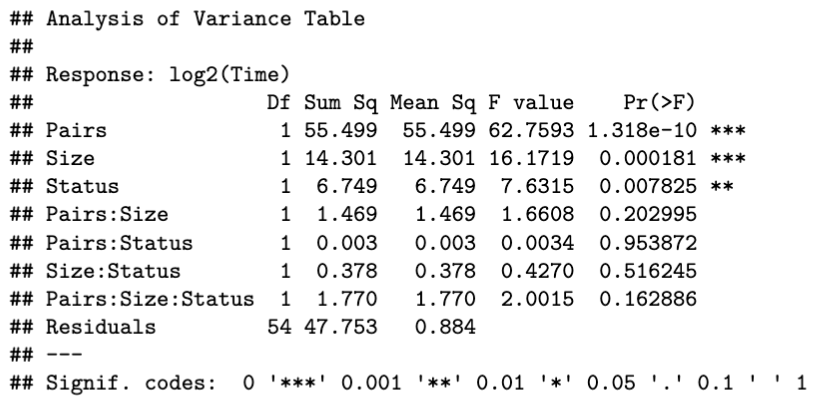 ## Analysis of Variance Table
##
## Response: log2(Time)
##                  Df Sum Sq Mean Sq F value    Pr(>F)
## Pairs             1 55.499  55.499 62.7593 1.318e-10 ***
## Size              1 14.301  14.301 16.1719  0.000181 ***
## Status            1  6.749   6.749  7.6315  0.007825 **
## Pairs:Size        1  1.469   1.469  1.6608  0.202995
## Pairs:Status      1  0.003   0.003  0.0034  0.953872
## Size:Status       1  0.378   0.378  0.4270  0.516245
## Pairs:Size:Status  1  1.770   1.770  2.0015  0.162886
## Residuals        54 47.753   0.884
## ---
## Signif. codes:  0 '***' 0.001 '**' 0.01 '*' 0.05 '.' 0.1 ' ' 1